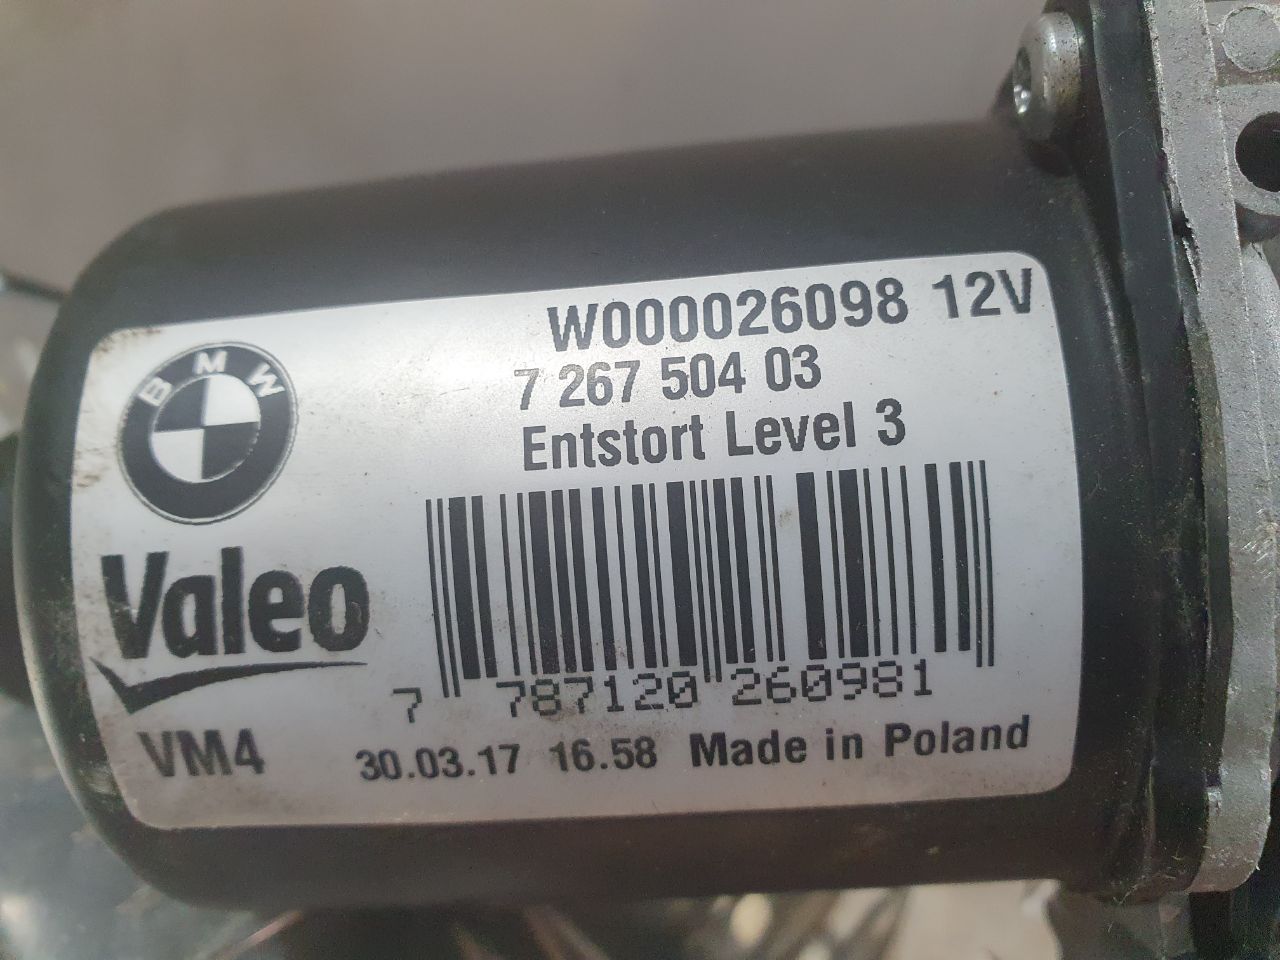 W000026098 12V
7 267 504 03
Entstort Level 3
BMW
Valeo
7 787120 260981
VM4 30.03.17 16.58 Made in Poland